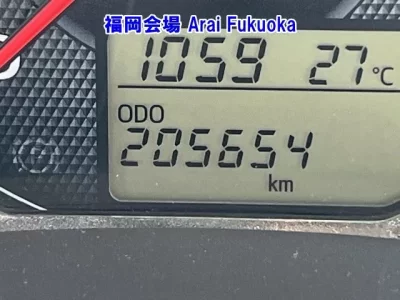 福岡会場 Arai Fukuoka
1059 27°C
ODO
205654
km